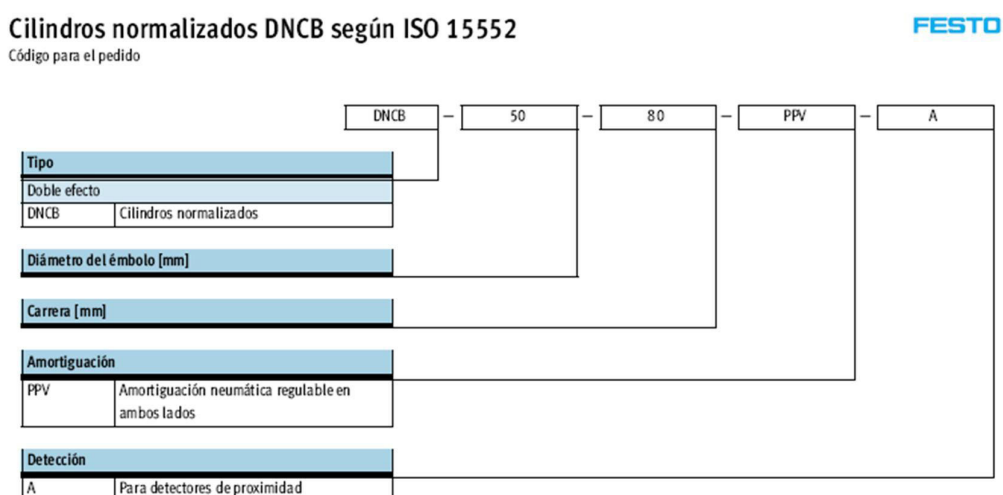 Cilindros normalizados DNCB según ISO 15552
FESTO
Código para el pedido
DNCB – 50 – 80 – PPV – A
Tipo
Doble efecto
DNCB Cilindros normalizados
Diámetro del émbolo [mm]
Carrera [mm]
Amortiguación
PPV Amortiguación neumática regulable en
ambos lados
Detección
A Para detectores de proximidad